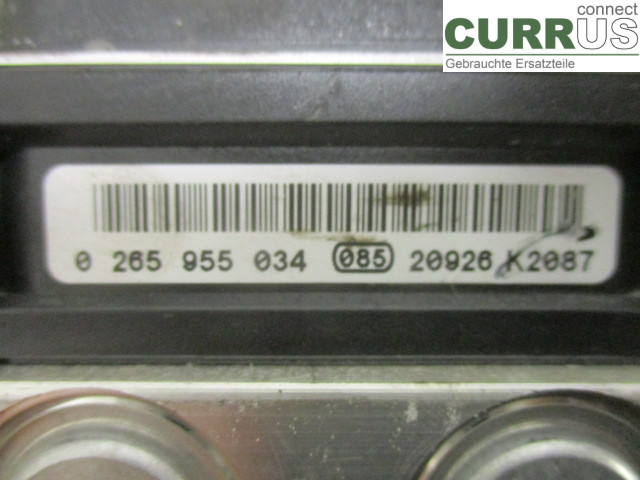 connect
CURRUS
Gebrauchte Ersatzteile
0 265 955 034 085 20926 K2087